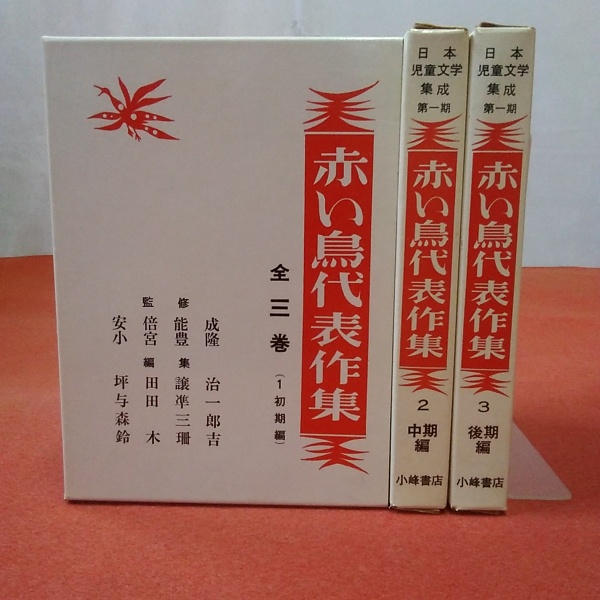 赤い鳥代表作集
全三巻
(1初期編)
監修
安倍能成
小宮豊隆
編集
坪田譲治
与田凖一
森三郎
鈴木珊吉
日本
児童文学
集成
第一期
赤い鳥代表作集
2
中期
編
小峰書店
日本
児童文学
集成
第一期
赤い鳥代表作集
3
後期
編
小峰書店